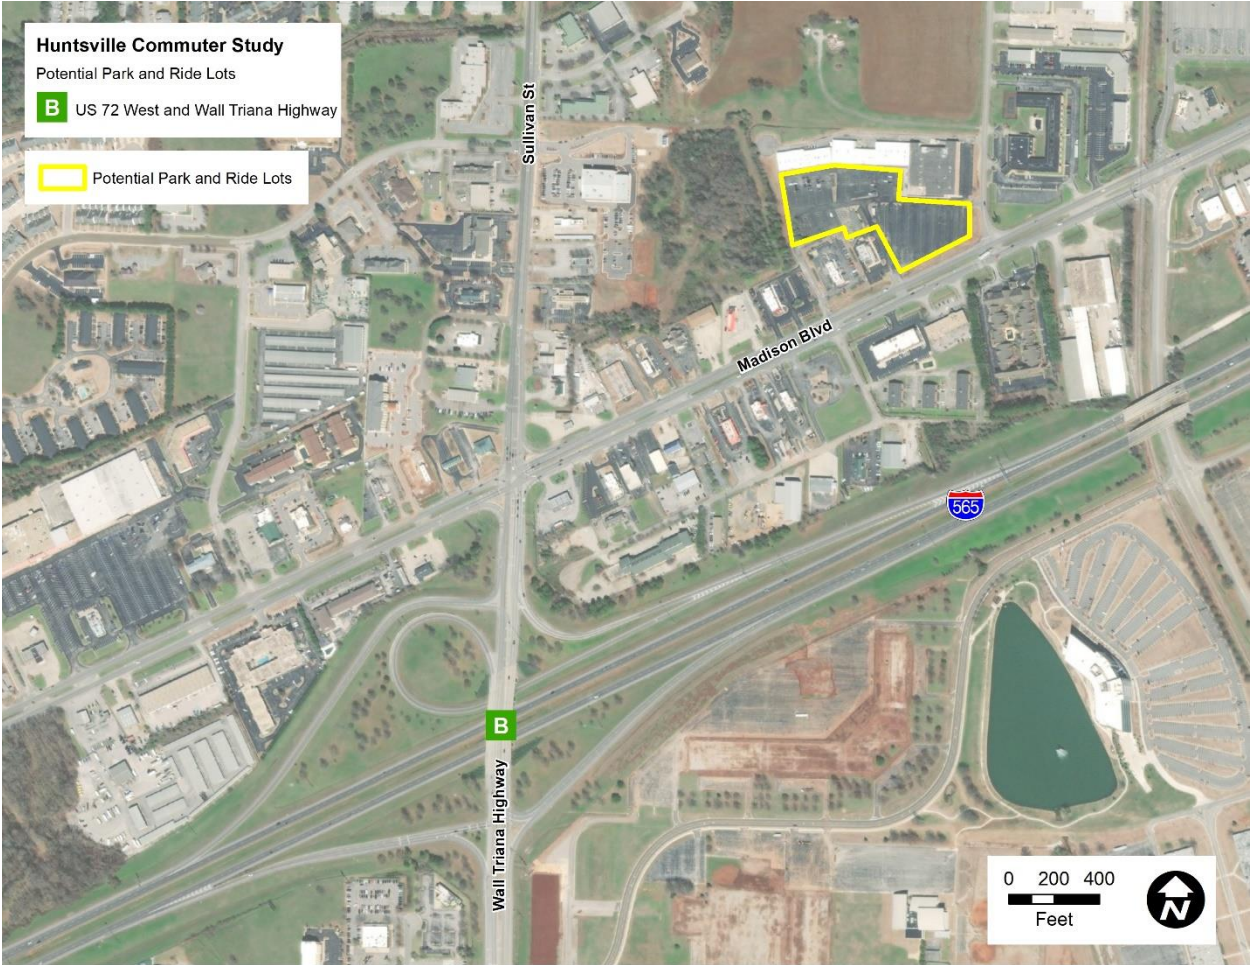 Huntsville Commuter Study
Potential Park and Ride Lots
B US 72 West and Wall Triana Highway
Potential Park and Ride Lots
Sullivan St
Madison Blvd
565
B
Wall Triana Highway
0 200 400
Feet
N